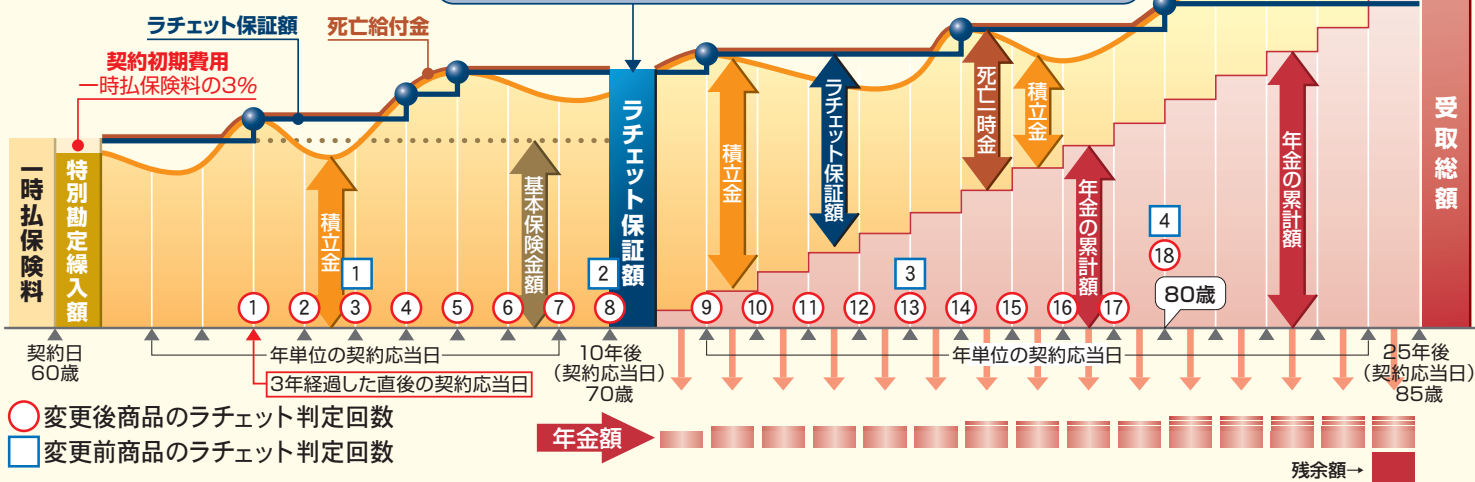 ラチェット保証額
死亡給付金
契約初期費用
一時払保険料の3%
一時払保険料
特別勘定繰入額
積立金
基本保険金額
ラチェット保証額
積立金
ラチェット保証額
死亡一時金
積立金
年金の累計額
年金の累計額
受取総額
1
2
3
4
80歳
①
②
③
④
⑤
⑥
⑦
⑧
⑨
⑩
⑪
⑫
⑬
⑭
⑮
⑯
⑰
⑱
契約日
60歳
年単位の契約応当日
3年経過した直後の契約応当日
10年後
(契約応当日)
70歳
年単位の契約応当日
25年後
(契約応当日)
85歳
変更後商品のラチェット判定回数
変更前商品のラチェット判定回数
年金額
残余額→